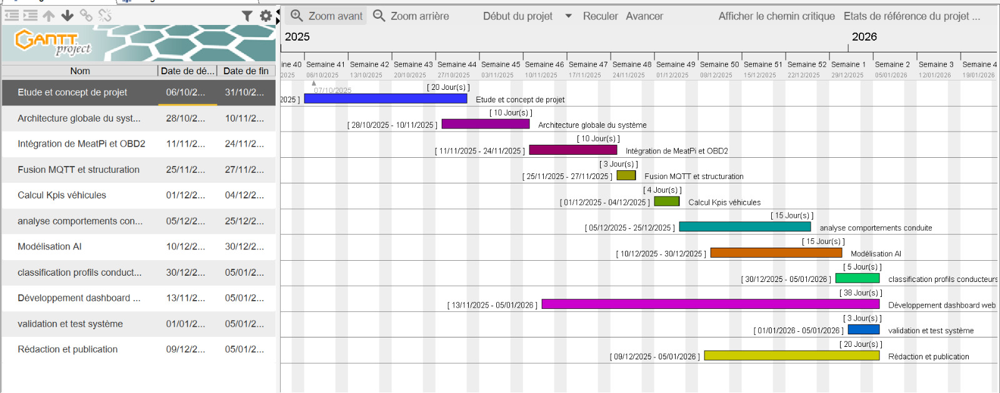 Zoom avant Zoom arrière Début du projet Reculer Avancer Afficher le chemin critique Etats de référence du projet ...
GANTT
project
2025 2026
Nom Date de dé... Date de fin
ine 40 Semaine 41 Semaine 42 Semaine 43 Semaine 44 Semaine 45 Semaine 46 Semaine 47 Semaine 48 Semaine 49 Semaine 50 Semaine 51 Semaine 52 Semaine 1 Semaine 2 Semaine 3 Semaine 4
2025 06/10/2025 13/10/2025 20/10/2025 27/10/2025 03/11/2025 10/11/2025 17/11/2025 24/11/2025 01/12/2025 08/12/2025 15/12/2025 22/12/2025 29/12/2025 05/01/2026 12/01/2026 19/01/2026
07/10/2025
Etude et concept de projet 06/10/2... 31/10/2...
[ 20 Jour(s) ]
2025 ] Etude et concept de projet
Architecture globale du syst... 28/10/2... 10/11/2...
[ 10 Jour(s) ]
[ 28/10/2025 - 10/11/2025 ] Architecture globale du système
Intégration de MeatPi et OBD2 11/11/2... 24/11/2...
[ 10 Jour(s) ]
[ 11/11/2025 - 24/11/2025 ] Intégration de MeatPi et OBD2
Fusion MQTT et structuration 25/11/2... 27/11/2...
[ 3 Jour(s) ]
[ 25/11/2025 - 27/11/2025 ] Fusion MQTT et structuration
Calcul Kpis véhicules 01/12/2... 04/12/2...
[ 4 Jour(s) ]
[ 01/12/2025 - 04/12/2025 ] Calcul Kpis véhicules
analyse comportements con... 05/12/2... 25/12/2...
[ 15 Jour(s) ]
[ 05/12/2025 - 25/12/2025 ] analyse comportements conduite
Modélisation AI 10/12/2... 30/12/2...
[ 15 Jour(s) ]
[ 10/12/2025 - 30/12/2025 ] Modélisation AI
classification profils conduct... 30/12/2... 05/01/2...
[ 5 Jour(s) ]
[ 30/12/2025 - 05/01/2026 ] classification profils conducteurs
Développement dashboard ... 13/11/2... 05/01/2...
[ 38 Jour(s) ]
[ 13/11/2025 - 05/01/2026 ] Développement dashboard web
validation et test système 01/01/2... 05/01/2...
[ 3 Jour(s) ]
[ 01/01/2026 - 05/01/2026 ] validation et test système
Rédaction et publication 09/12/2... 05/01/2...
[ 20 Jour(s) ]
[ 09/12/2025 - 05/01/2026 ] Rédaction et publication